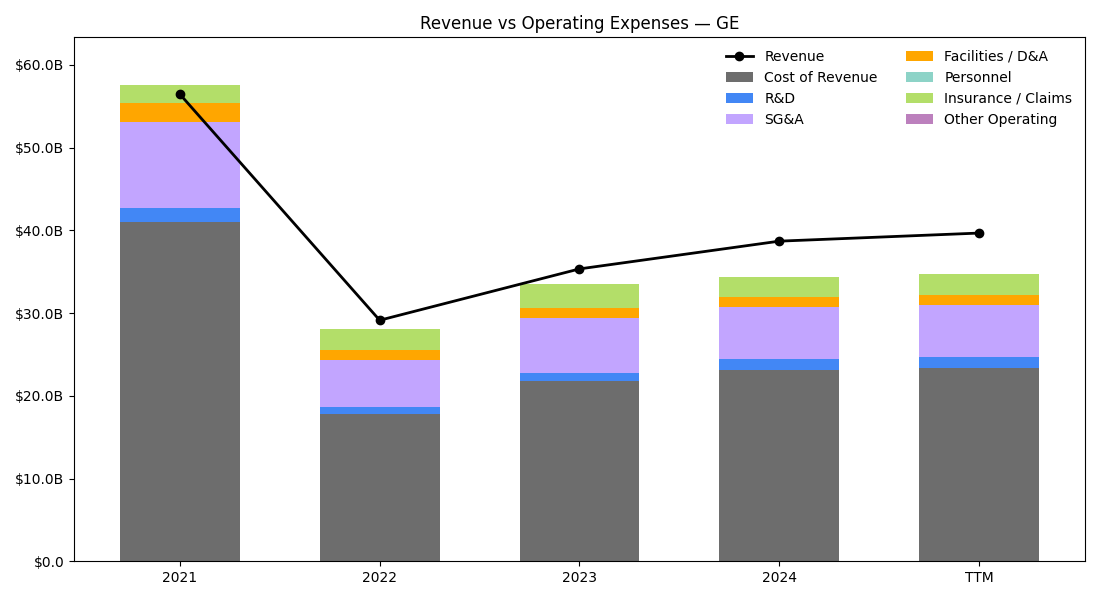 Revenue vs Operating Expenses — GE
$60.0B
$50.0B
$40.0B
$30.0B
$20.0B
$10.0B
$0.0
Revenue
Cost of Revenue
R&D
SG&A
Facilities / D&A
Personnel
Insurance / Claims
Other Operating
2021
2022
2023
2024
TTM